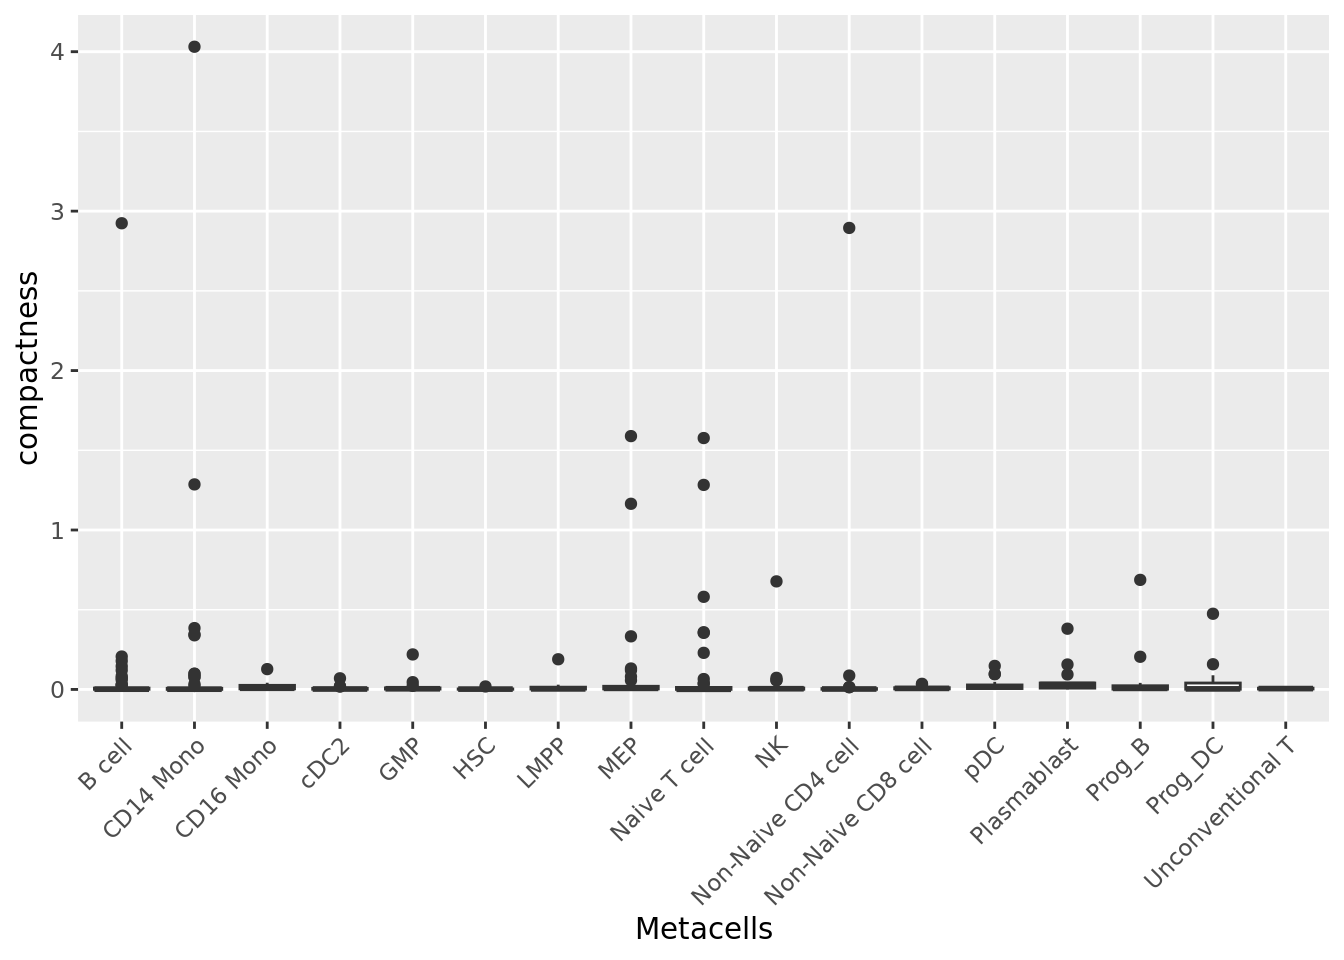 compactness
4
3
2
1
0
B cell
CD14 Mono
CD16 Mono
cDC2
GMP
HSC
LMPP
MEP
Naive T cell
NK
Non-Naive CD4 cell
Non-Naive CD8 cell
pDC
Plasmablast
Prog_B
Prog_DC
Unconventional T
Metacells